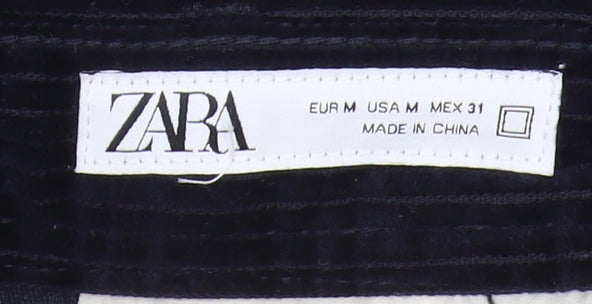 ZARA
EUR M USA M MEX 31
MADE IN CHINA